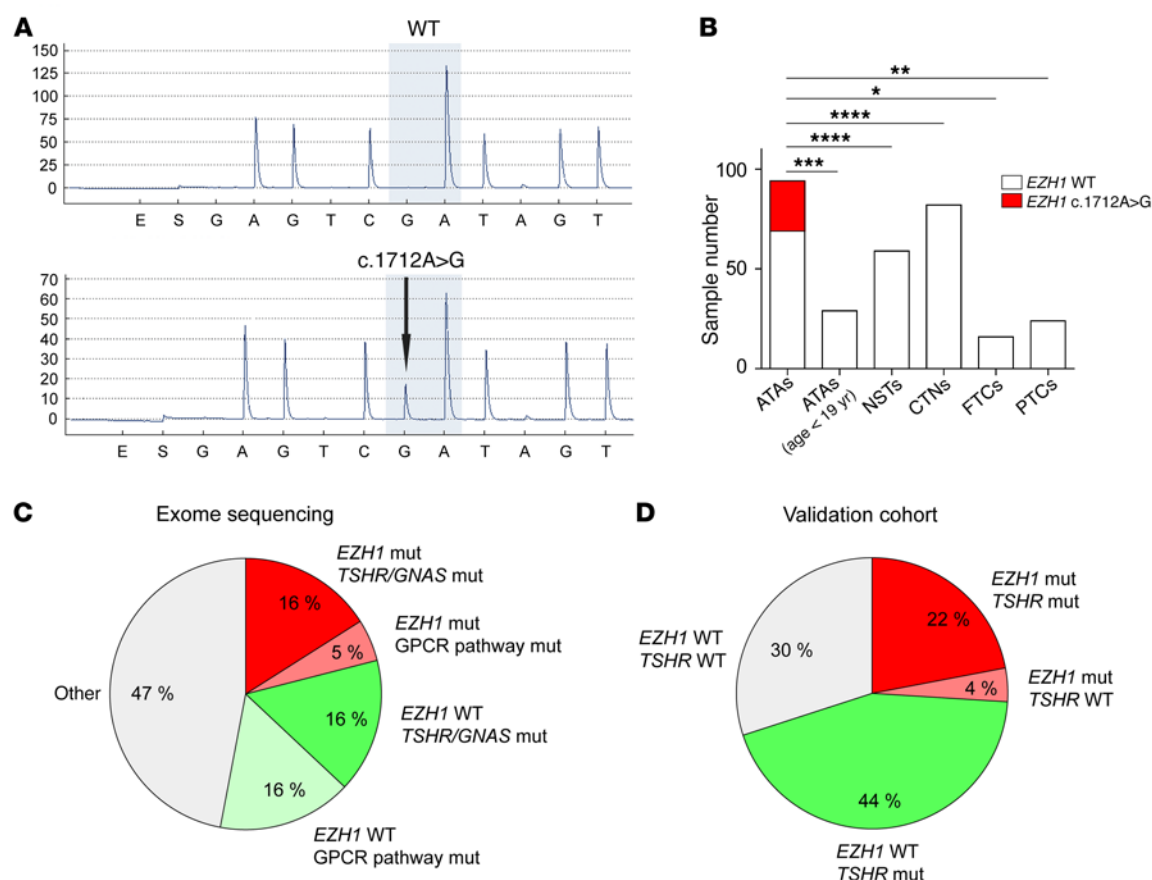 A
WT
150
125
100
75
50
25
0
E S G A G T C G A T A G T
c.1712A>G
70
60
50
40
30
20
10
0
E S G A G T C G A T A G T
B
**
*
****
****
***
100
50
0
Sample number
EZH1 WT
EZH1 c.1712A>G
ATAs
ATAs
(age < 19 yr)
NSTs
CTNs
FTCs
PTCs
C
Exome sequencing
EZH1 mut
TSHR/GNAS mut
16 %
EZH1 mut
GPCR pathway mut
5 %
EZH1 WT
TSHR/GNAS mut
16 %
16 %
EZH1 WT
GPCR pathway mut
Other
47 %
D
Validation cohort
EZH1 mut
TSHR mut
22 %
EZH1 mut
TSHR WT
4 %
44 %
EZH1 WT
TSHR mut
EZH1 WT
TSHR WT
30 %